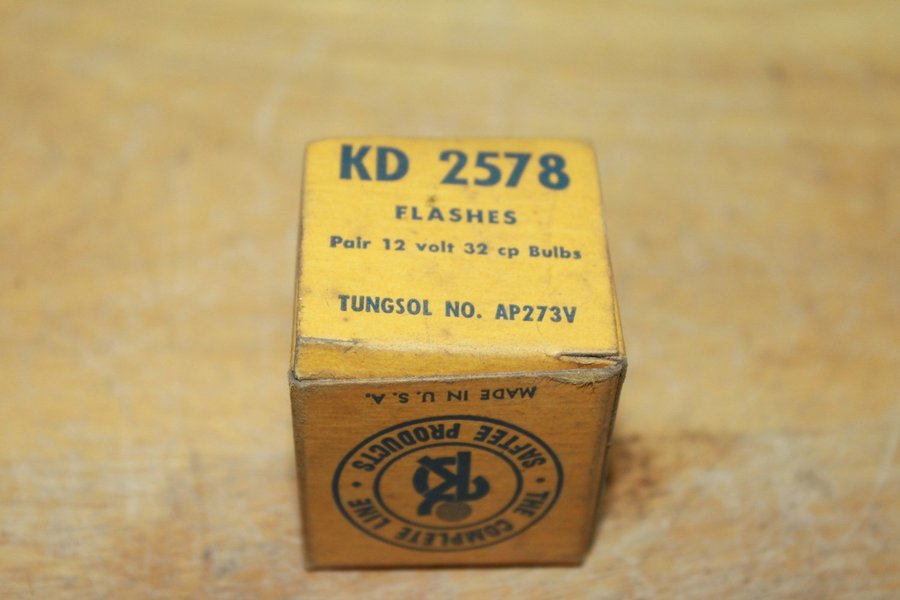 KD 2578
FLASHES
Pair 12 volt 32 cp Bulbs
TUNGSOL NO. AP273V
MADE IN U.S.A.
SAFTEE PRODUCTS
· THE COMPLETE LINE ·
KD